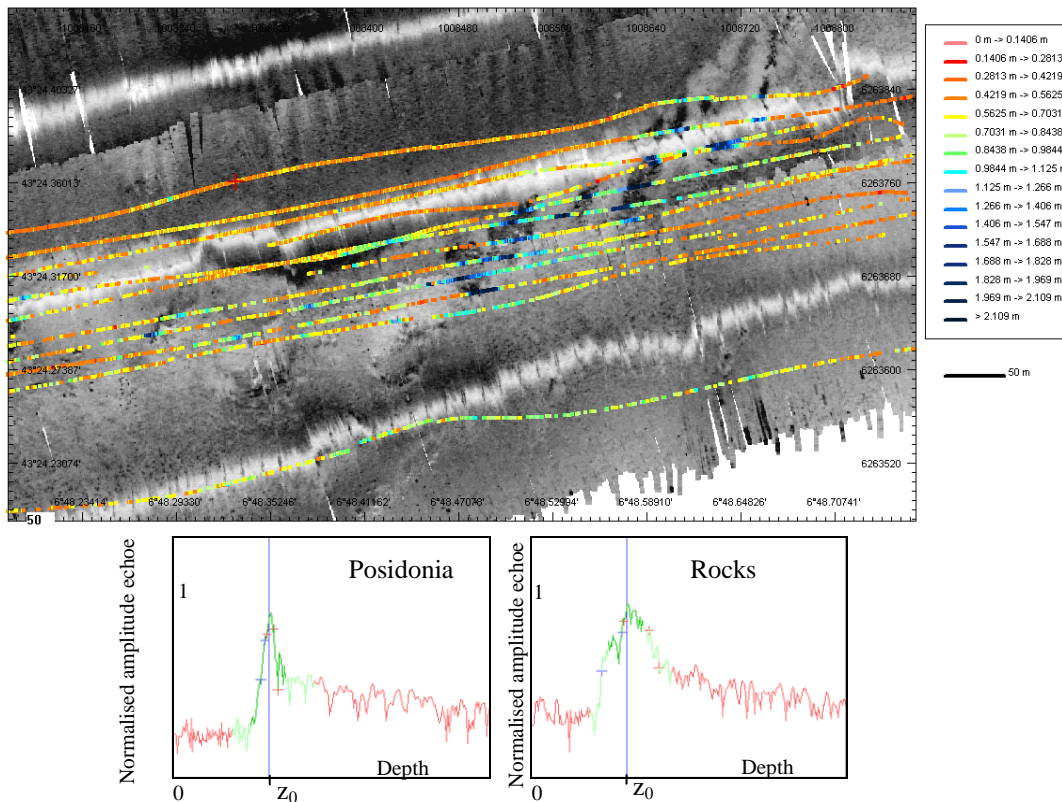 1008400 1008480 1008560 1008640 1008720 1008800
43°24.40327' 6263840
43°24.36013' 6263760
43°24.31700' 6263680
43°24.27387' 6263600
43°24.23074' 6263520
6°48.23414' 6°48.29330' 6°48.35246' 6°48.41162' 6°48.47078' 6°48.52994' 6°48.58910' 6°48.64826' 6°48.70741'
50
0 m -> 0.1406 m
0.1406 m -> 0.2813 m
0.2813 m -> 0.4219 m
0.4219 m -> 0.5625 m
0.5625 m -> 0.7031 m
0.7031 m -> 0.8438 m
0.8438 m -> 0.9844 m
0.9844 m -> 1.125 m
1.125 m -> 1.266 m
1.266 m -> 1.406 m
1.406 m -> 1.547 m
1.547 m -> 1.688 m
1.688 m -> 1.828 m
1.828 m -> 1.969 m
1.969 m -> 2.109 m
> 2.109 m
50 m
Normalised amplitude echoe
1
Posidonia
Depth
0
z0
Normalised amplitude echoe
1
Rocks
Depth
0
z0